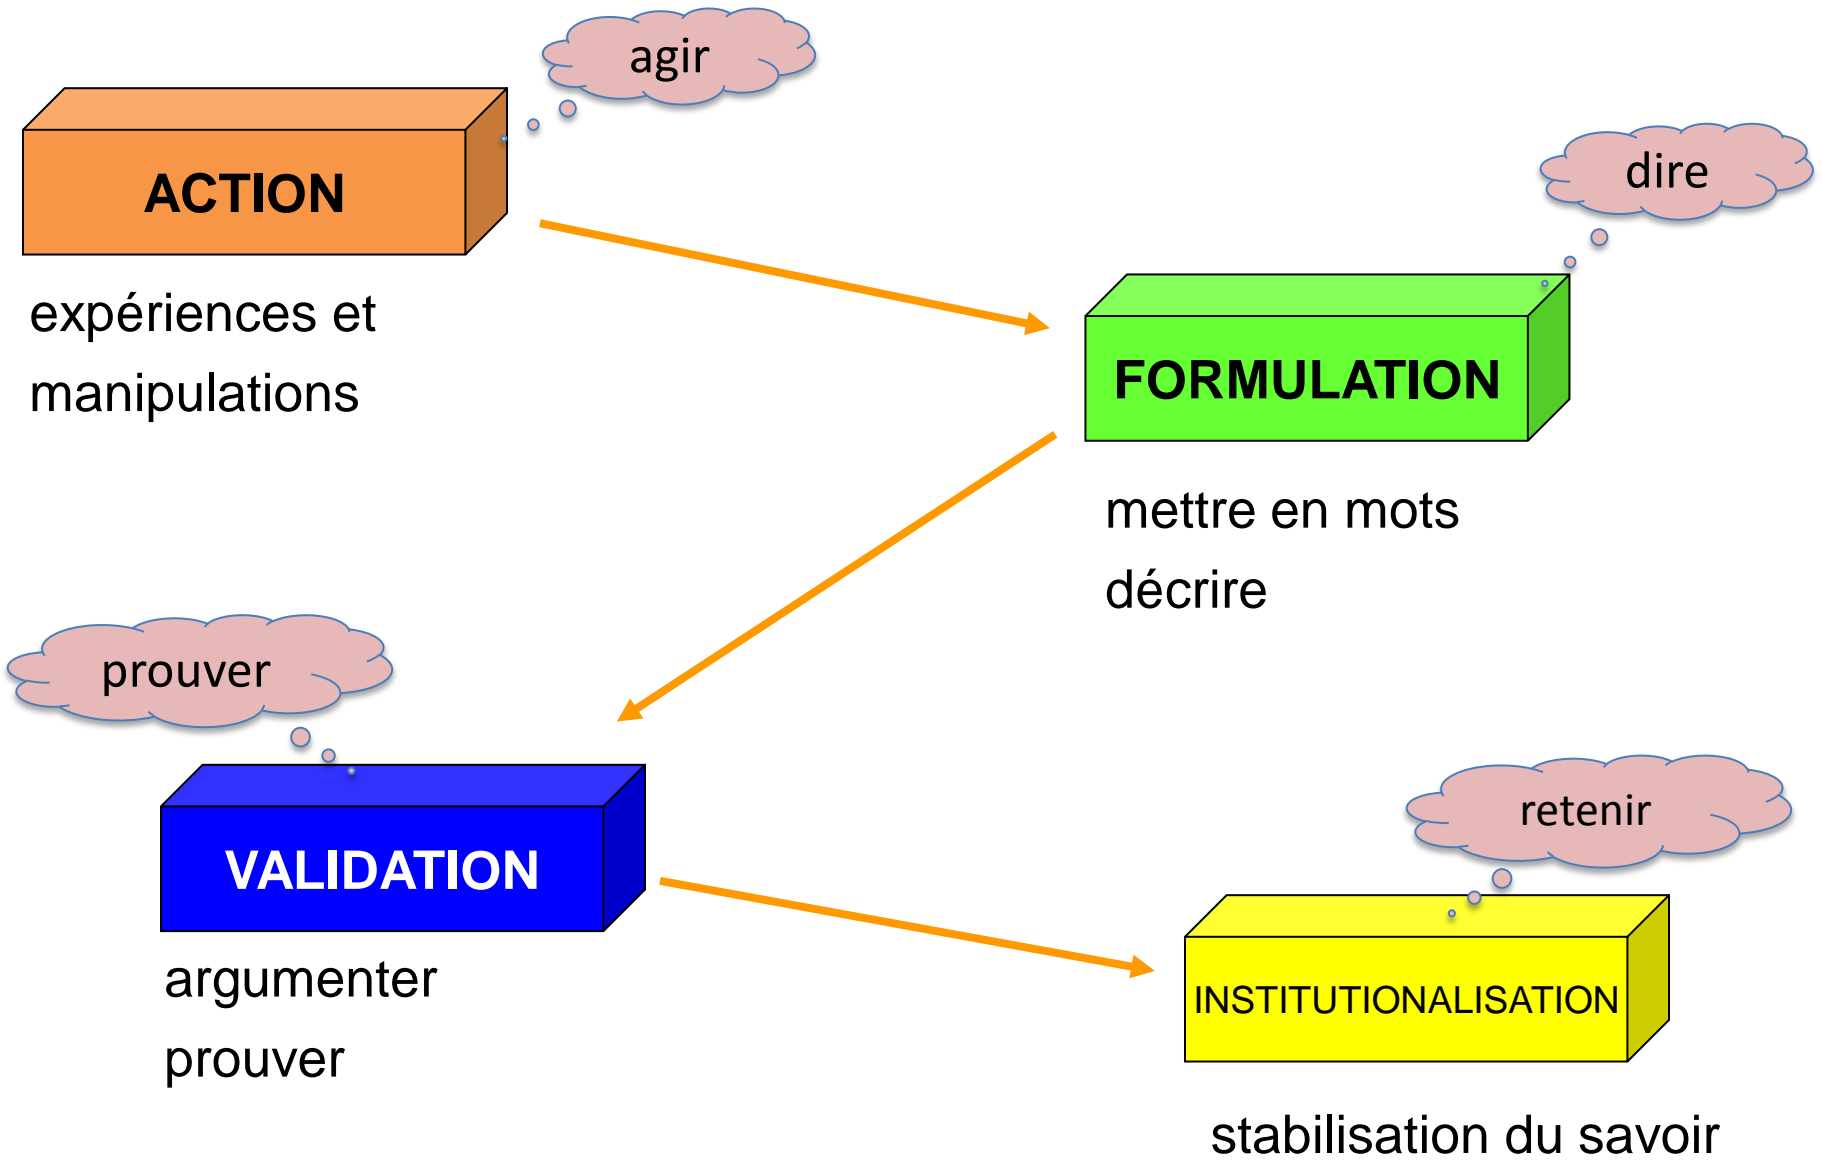 agir
ACTION
expériences et
manipulations
dire
FORMULATION
mettre en mots
décrire
prouver
VALIDATION
argumenter
prouver
retenir
INSTITUTIONALISATION
stabilisation du savoir